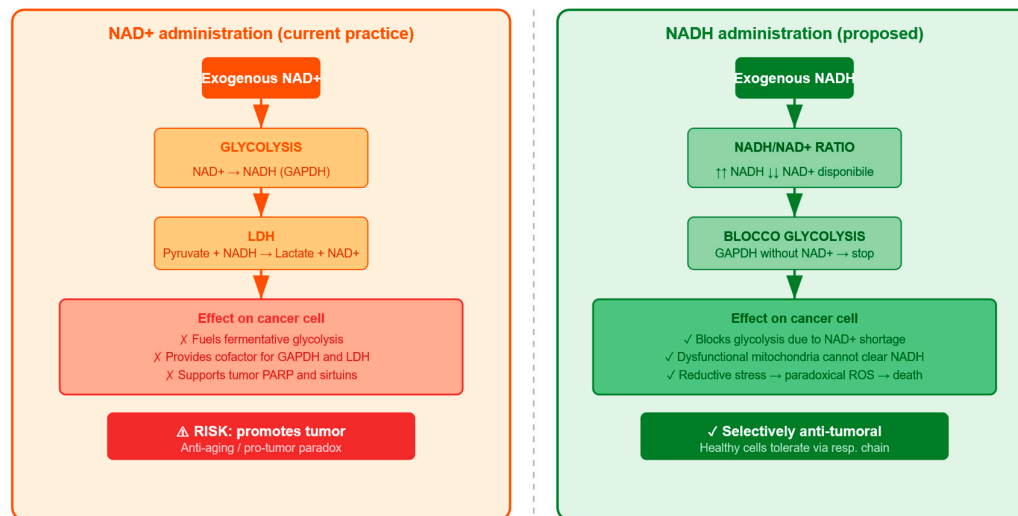 NAD+ administration (current practice)
Exogenous NAD+
GLYCOLYSIS
NAD+ → NADH (GAPDH)
LDH
Pyruvate + NADH → Lactate + NAD+
Effect on cancer cell
✗ Fuels fermentative glycolysis
✗ Provides cofactor for GAPDH and LDH
✗ Supports tumor PARP and sirtuins
⚠ RISK: promotes tumor
Anti-aging / pro-tumor paradox
NADH administration (proposed)
Exogenous NADH
NADH/NAD+ RATIO
↑↑ NADH ↓↓ NAD+ disponibile
BLOCCO GLYCOLYSIS
GAPDH without NAD+ → stop
Effect on cancer cell
✓ Blocks glycolysis due to NAD+ shortage
✓ Dysfunctional mitochondria cannot clear NADH
✓ Reductive stress → paradoxical ROS → death
✓ Selectively anti-tumoral
Healthy cells tolerate via resp. chain